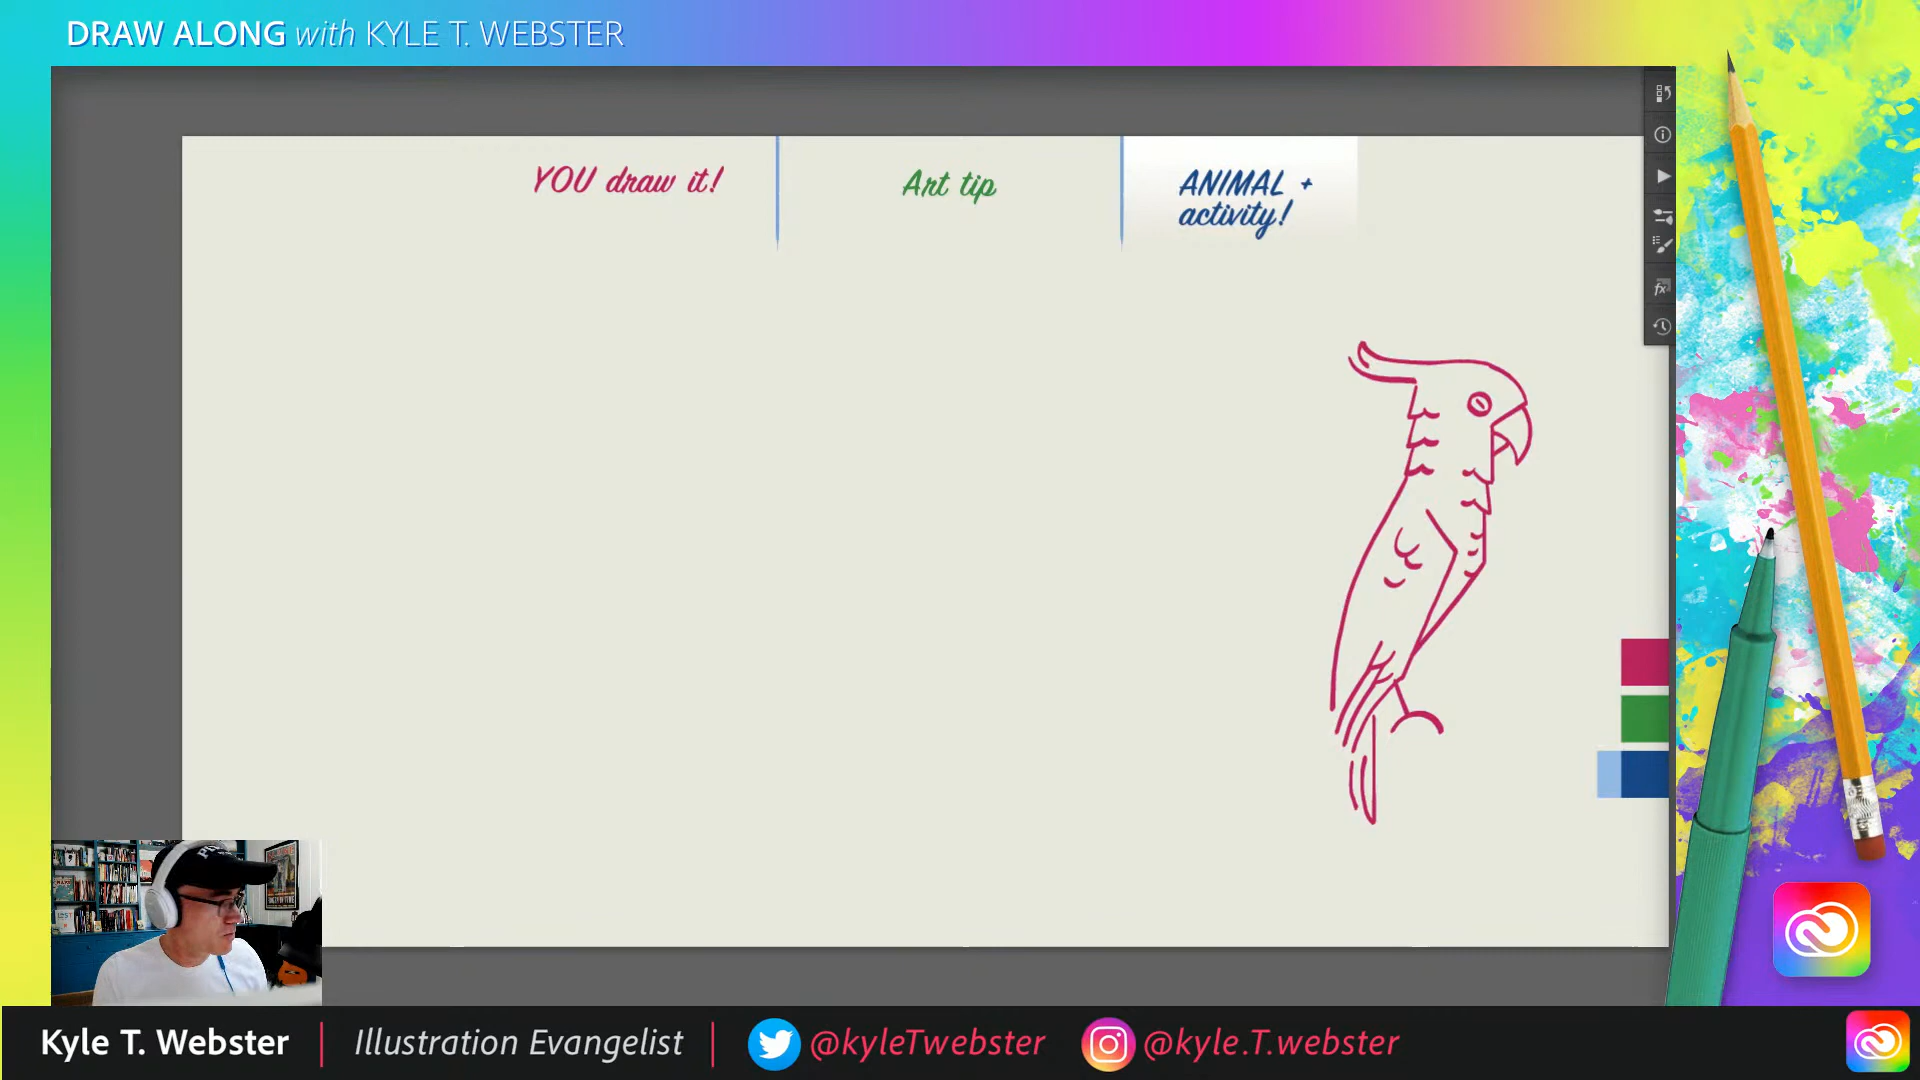 DRAW ALONG with KYLE T. WEBSTER
YOU draw it!
Art tip
ANIMAL +
activity!
fx
Kyle T. Webster | Illustration Evangelist | @kyleTwebster @kyle.T.webster